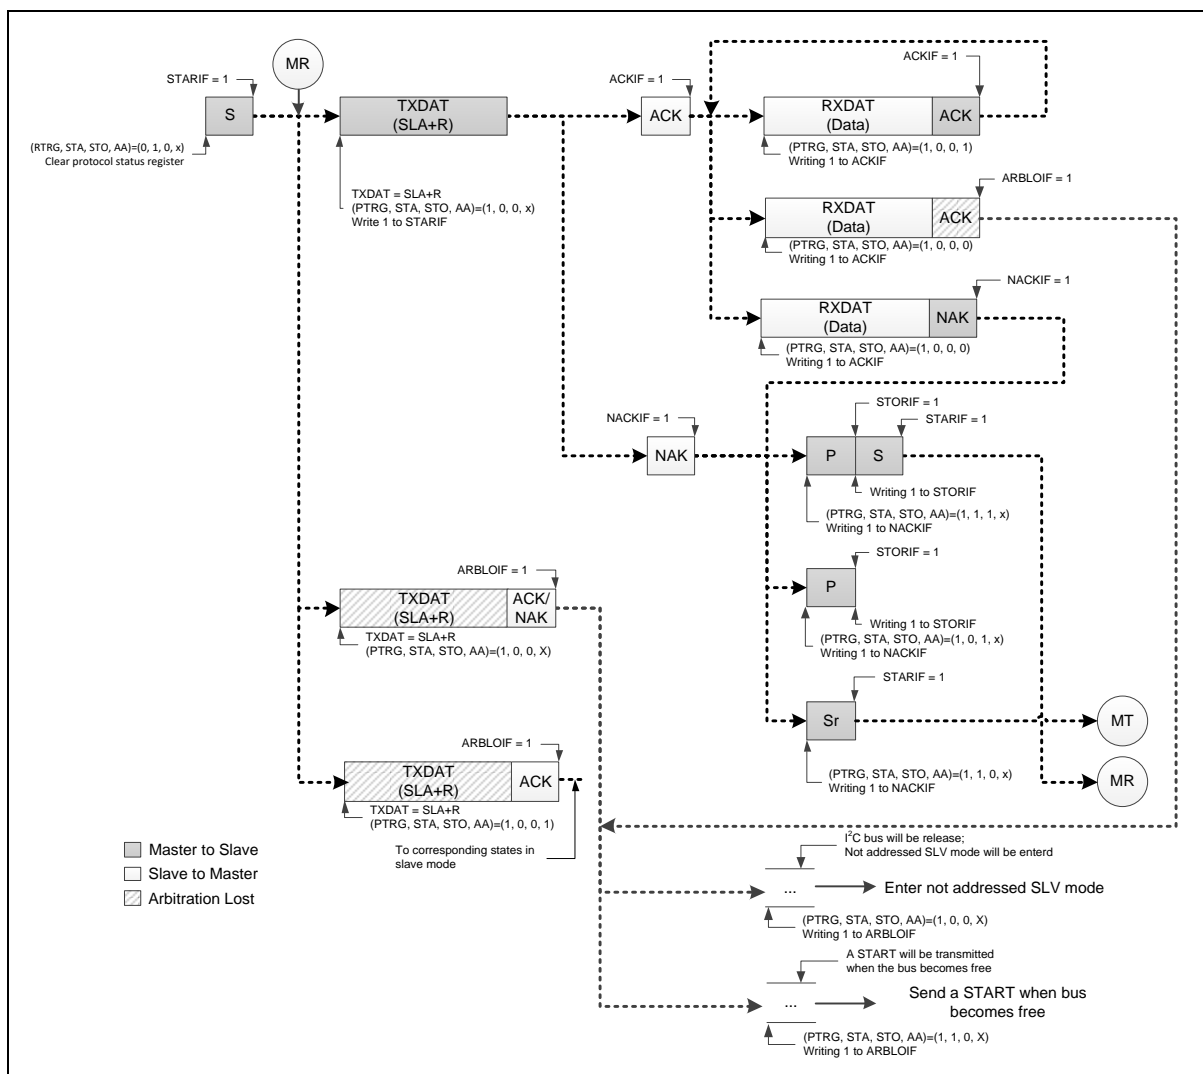 STARIF = 1
MR
S
(RTRG, STA, STO, AA)=(0, 1, 0, x)
Clear protocol status register
TXDAT
(SLA+R)
TXDAT = SLA+R
(PTRG, STA, STO, AA)=(1, 0, 0, x)
Write 1 to STARIF
ACKIF = 1
ACK
ACKIF = 1
RXDAT
(Data)
ACK
(PTRG, STA, STO, AA)=(1, 0, 0, 1)
Writing 1 to ACKIF
ARBLOIF = 1
RXDAT
(Data)
ACK
(PTRG, STA, STO, AA)=(1, 0, 0, 0)
Writing 1 to ACKIF
NACKIF = 1
RXDAT
(Data)
NAK
(PTRG, STA, STO, AA)=(1, 0, 0, 0)
Writing 1 to ACKIF
NACKIF = 1
NAK
STORIF = 1
STARIF = 1
P
S
Writing 1 to STORIF
(PTRG, STA, STO, AA)=(1, 1, 1, x)
Writing 1 to NACKIF
STORIF = 1
P
Writing 1 to STORIF
(PTRG, STA, STO, AA)=(1, 0, 1, x)
Writing 1 to NACKIF
STARIF = 1
Sr
(PTRG, STA, STO, AA)=(1, 1, 0, x)
Writing 1 to NACKIF
MT
MR
ARBLOIF = 1
TXDAT
(SLA+R)
ACK/
NAK
TXDAT = SLA+R
(PTRG, STA, STO, AA)=(1, 0, 0, X)
ARBLOIF = 1
TXDAT
(SLA+R)
ACK
TXDAT = SLA+R
(PTRG, STA, STO, AA)=(1, 0, 0, 1)
To corresponding states in
slave mode
Master to Slave
Slave to Master
Arbitration Lost
I²C bus will be release;
Not addressed SLV mode will be enterd
...
Enter not addressed SLV mode
(PTRG, STA, STO, AA)=(1, 0, 0, X)
Writing 1 to ARBLOIF
A START will be transmitted
when the bus becomes free
...
Send a START when bus
becomes free
(PTRG, STA, STO, AA)=(1, 1, 0, X)
Writing 1 to ARBLOIF